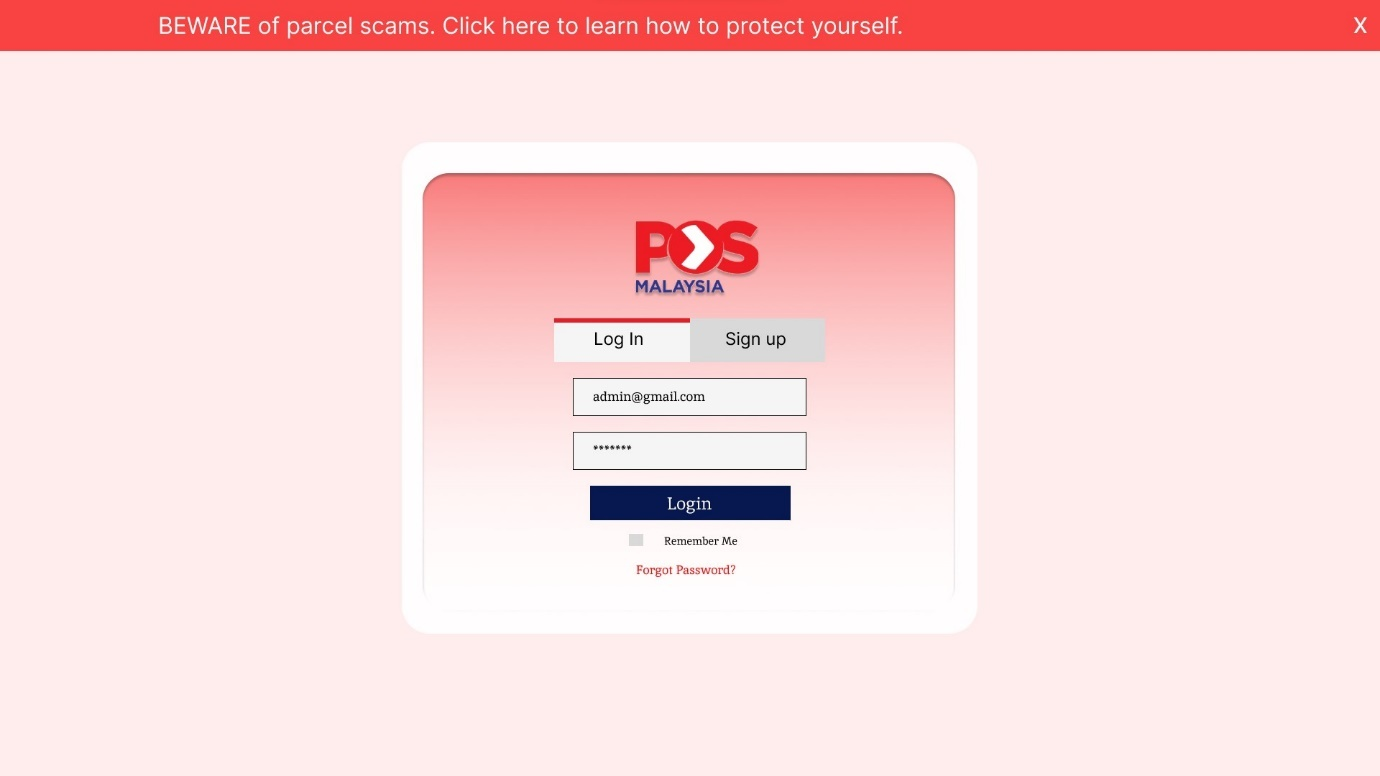 BEWARE of parcel scams. Click here to learn how to protect yourself.
X
POS
MALAYSIA
Log In
Sign up
admin@gmail.com
*******
Login
Remember Me
Forgot Password?